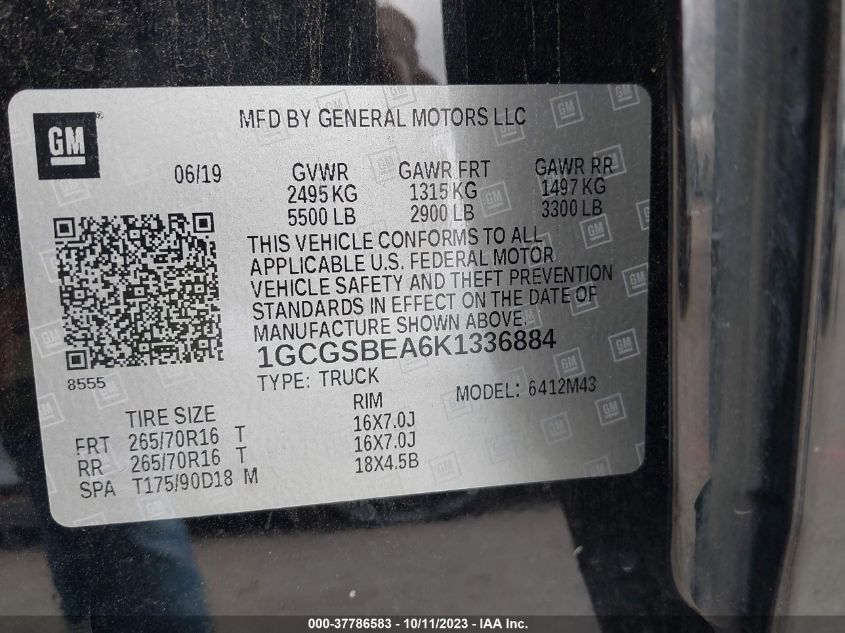 GM
MFD BY GENERAL MOTORS LLC
06/19 GVWR GAWR FRT GAWR RR
2495 KG 1315 KG 1497 KG
5500 LB 2900 LB 3300 LB
THIS VEHICLE CONFORMS TO ALL
APPLICABLE U.S. FEDERAL MOTOR
VEHICLE SAFETY AND THEFT PREVENTION
STANDARDS IN EFFECT ON THE DATE OF
MANUFACTURE SHOWN ABOVE.
1GCGSBEA6K1336884
8555
TYPE: TRUCK MODEL: 6412M43
TIRE SIZE RIM
FRT 265/70R16 T 16X7.0J
RR 265/70R16 T 16X7.0J
SPA T175/90D18 M 18X4.5B
000-37786583 - 10/11/2023 - IAA Inc.